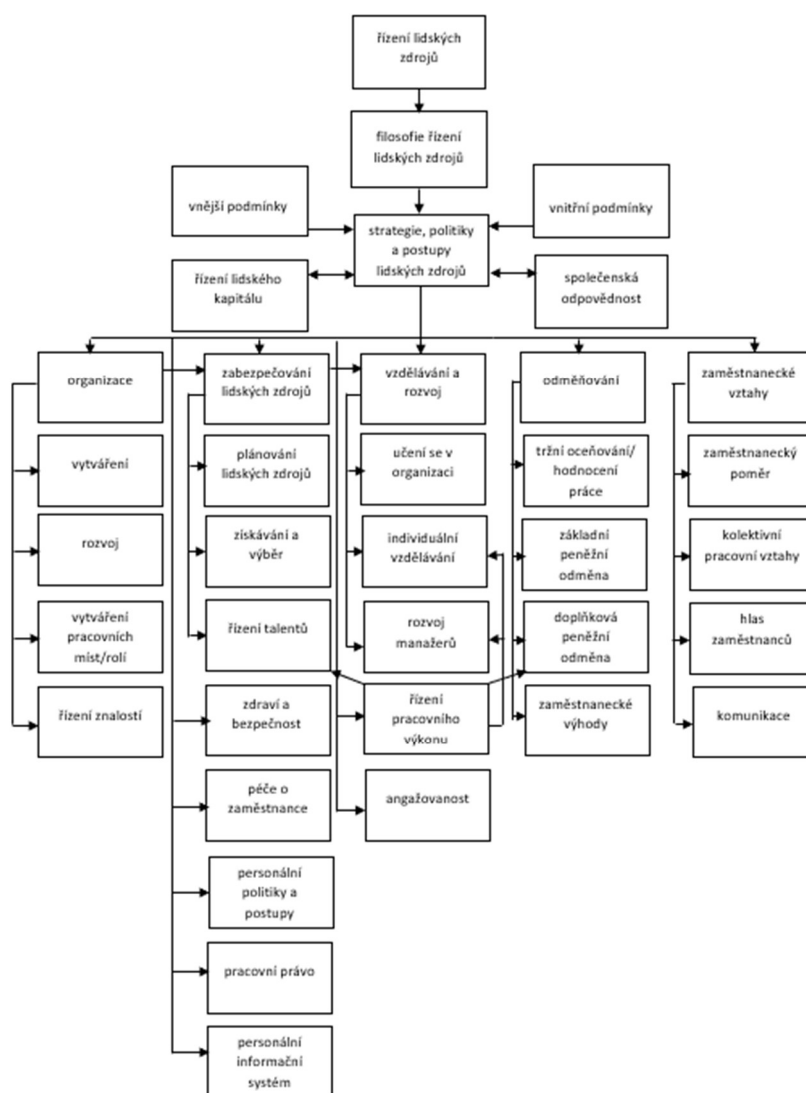 řízení lidských
zdrojů
filosofie řízení
lidských zdrojů
vnější podmínky
vnitřní podmínky
strategie, politiky
a postupy
lidských zdrojů
řízení lidského
kapitálu
společenská
odpovědnost
organizace
zabezpečování
lidských zdrojů
vzdělávání a
rozvoj
odměňování
zaměstnanecké
vztahy
vytváření
plánování
lidských zdrojů
učení se v
organizaci
tržní oceňování/
hodnocení
práce
zaměstnanecký
poměr
rozvoj
získávání a
výběr
individuální
vzdělávání
základní
peněžní
odměna
kolektivní
pracovní vztahy
vytváření
pracovních
míst/rolí
řízení talentů
rozvoj
manažerů
doplňková
peněžní
odměna
hlas
zaměstnanců
řízení znalostí
zdraví a
bezpečnost
řízení
pracovního
výkonu
zaměstnanecké
výhody
komunikace
péče o
zaměstnance
angažovanost
personální
politiky a
postupy
pracovní právo
personální
informační
systém